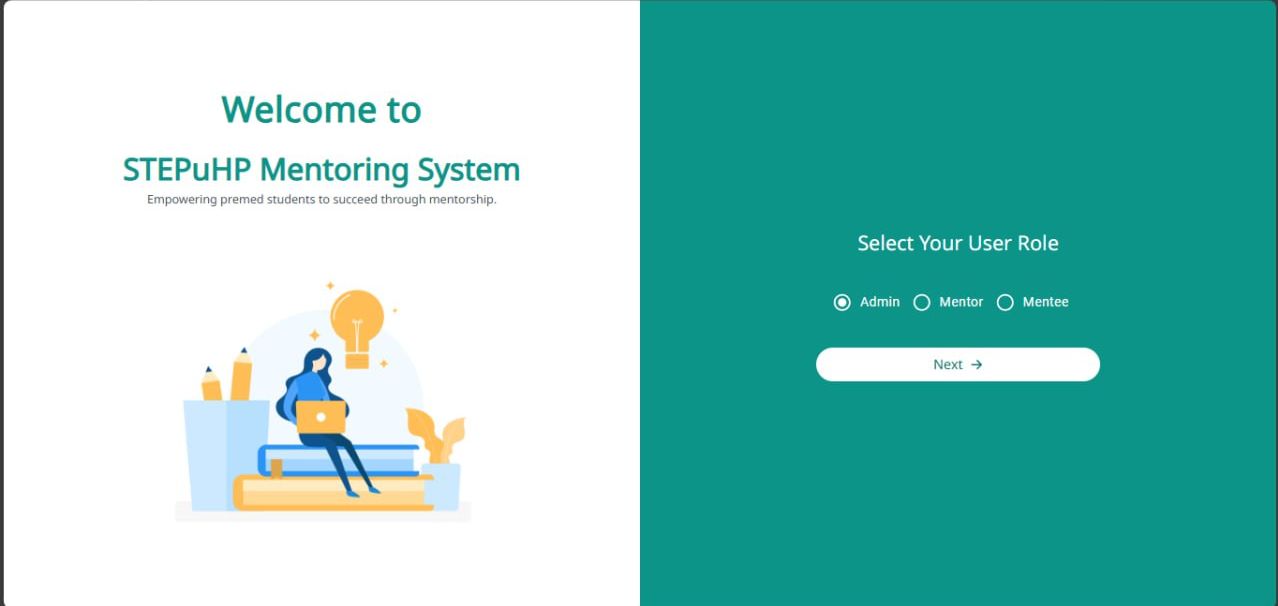 Welcome to
STEPuHP Mentoring System
Empowering premed students to succeed through mentorship.
Select Your User Role
Admin Mentor Mentee
Next →